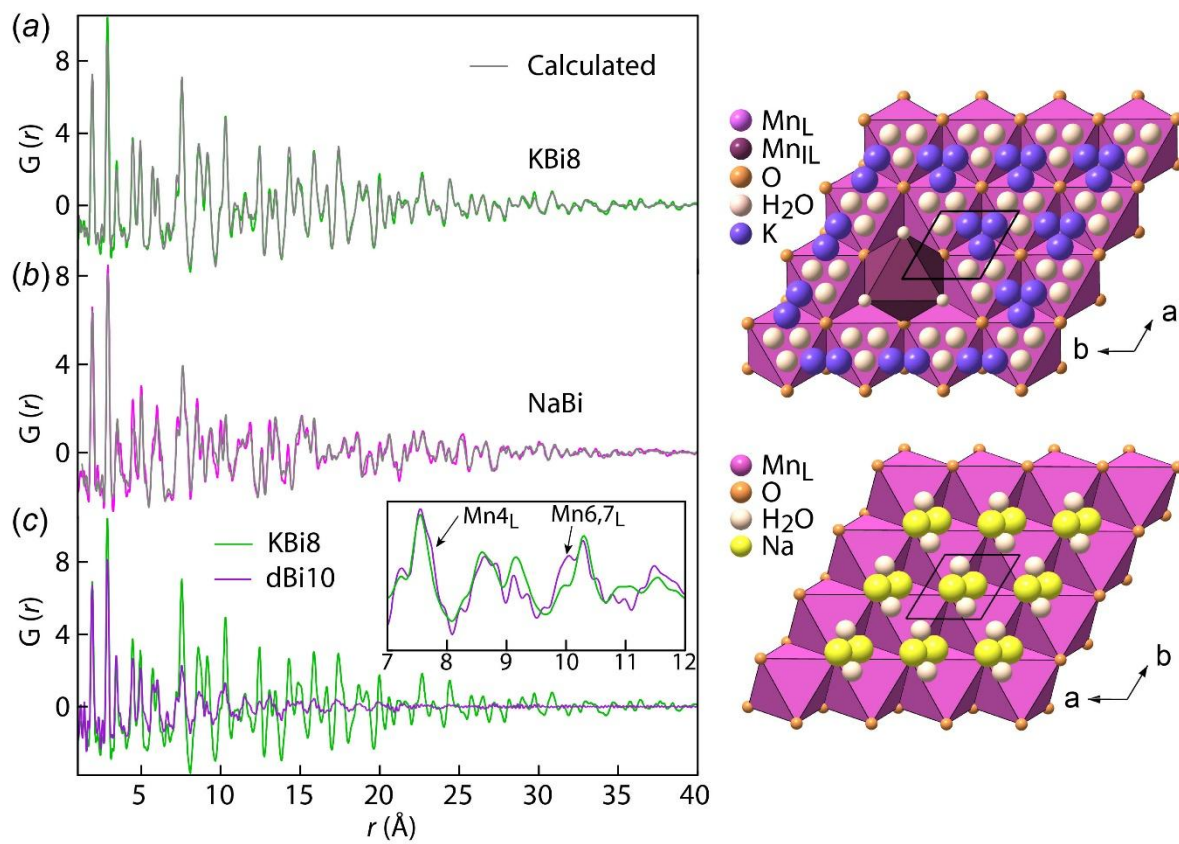 (a)
8
4
0
G (r)
Calculated
KBi8
(b)
8
4
0
G (r)
NaBi
(c)
8
4
0
G (r)
KBi8
dBi10
Mn4L
Mn6,7L
7 8 9 10 11 12
5 10 15 20 25 30 35 40
r (Å)
MnL
MnIL
O
H2O
K
b
a
MnL
O
H2O
Na
a
b